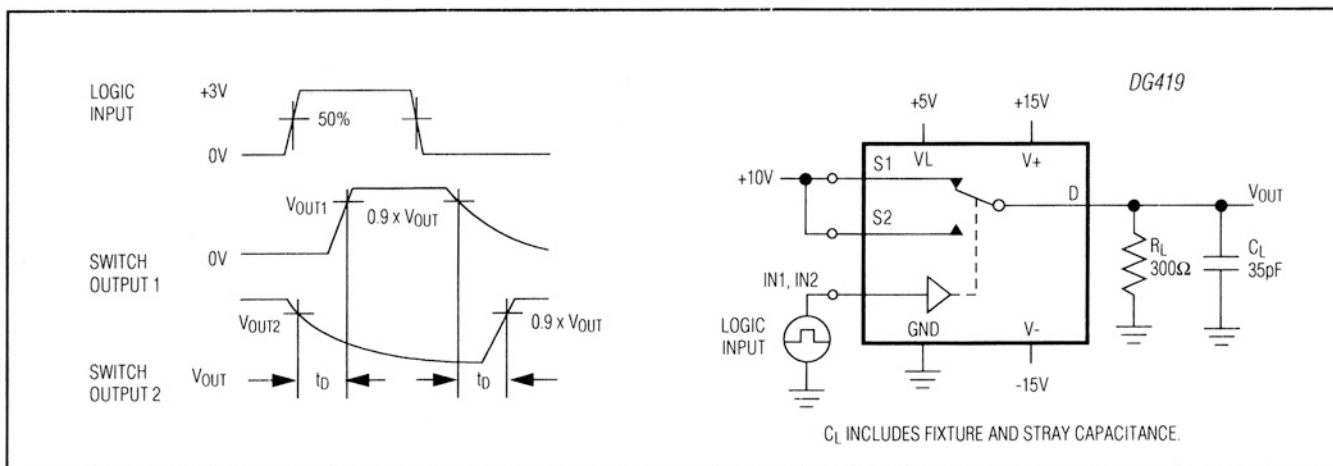 LOGIC INPUT
+3V
50%
0V
VOUT1
0.9 x VOUT
SWITCH OUTPUT 1
0V
VOUT2
0.9 x VOUT
SWITCH OUTPUT 2
VOUT
tD
tD
DG419
+5V
+15V
S1
VL
V+
+10V
D
VOUT
S2
RL
300Ω
CL
35pF
IN1, IN2
LOGIC INPUT
GND
V-
-15V
CL INCLUDES FIXTURE AND STRAY CAPACITANCE.